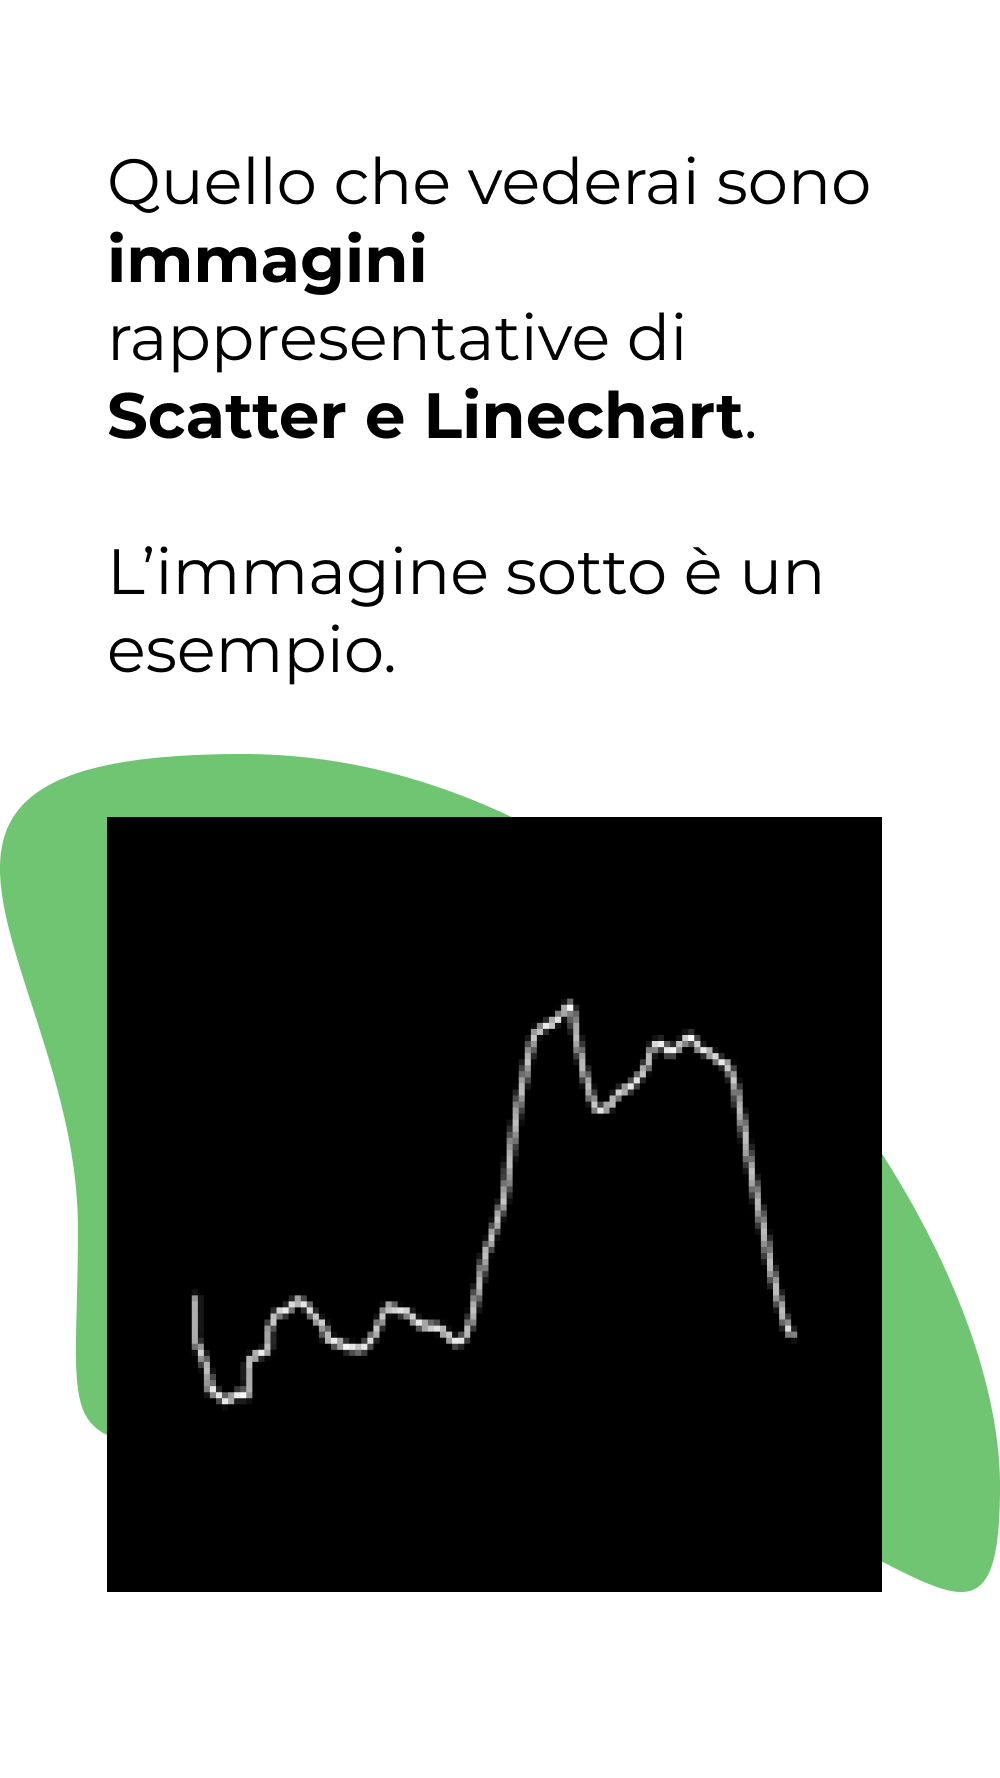 Quello che vederai sono
immagini
rappresentative di
Scatter e Linechart.
L’immagine sotto è un
esempio.